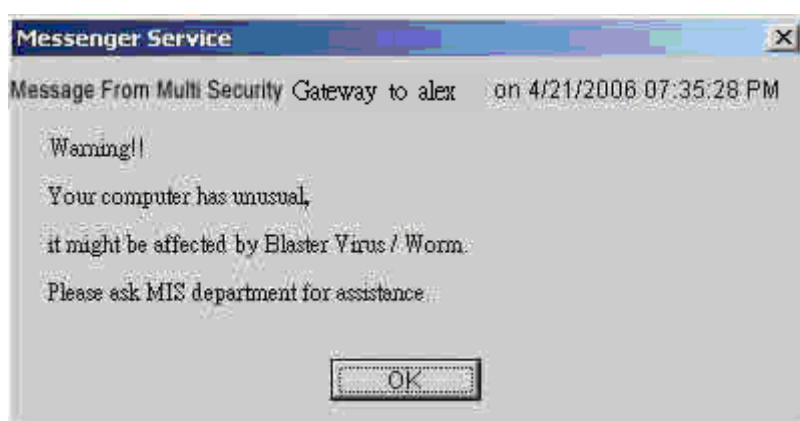 Messenger Service
Message From Multi Security Gateway to alex on 4/21/2006 07:35:28 PM
Warning!!
Your computer has unusual,
it might be affected by Blaster Virus / Worm.
Please ask MIS department for assistance
OK